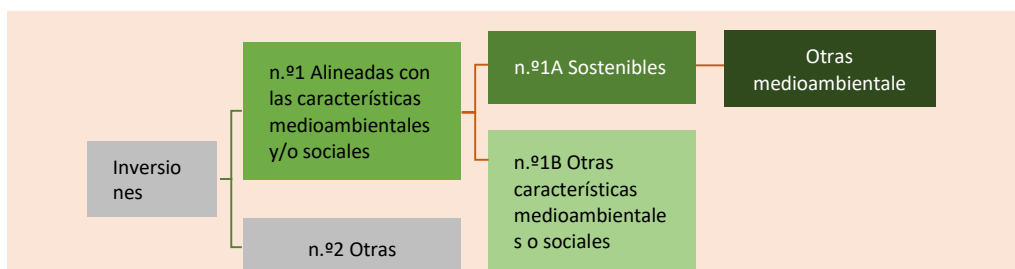 Inversio
nes
n.º1 Alineadas con
las características
medioambientales
y/o sociales
n.º2 Otras
n.º1A Sostenibles
n.º1B Otras
características
medioambientale
s o sociales
Otras
medioambientale